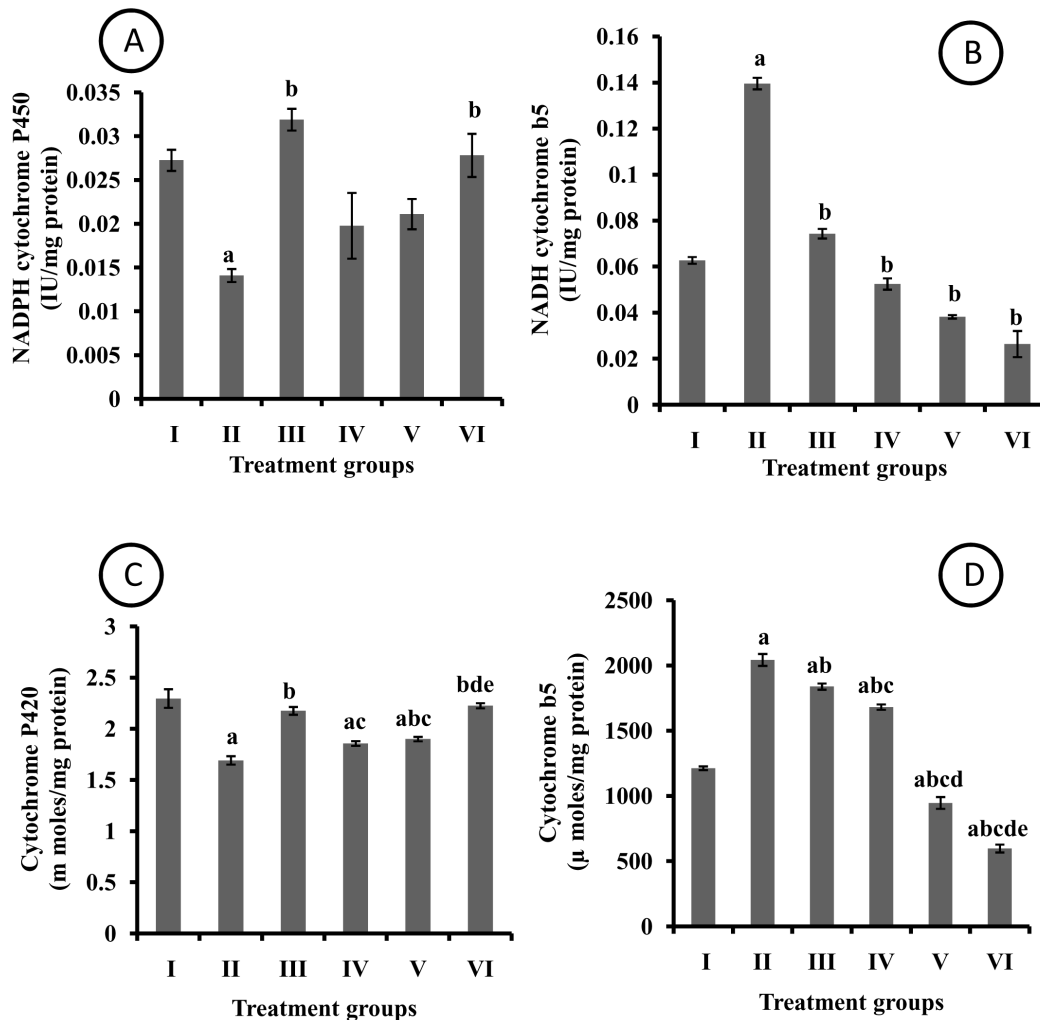 A
NADPH cytochrome P450
(IU/mg protein)
0.035
0.03
0.025
0.02
0.015
0.01
0.005
0
a
b
b
I II III IV V VI
Treatment groups
B
NADH cytochrome b5
(IU/mg protein)
0.16
0.14
0.12
0.1
0.08
0.06
0.04
0.02
0
a
b
b
b
b
I II III IV V VI
Treatment groups
C
Cytochrome P420
(m moles/mg protein)
3
2.5
2
1.5
1
0.5
0
a
b
ac
abc
bde
I II III IV V VI
Treatment groups
D
Cytochrome b5
(µ moles/mg protein)
2500
2000
1500
1000
500
0
a
ab
abc
abcd
abcde
I II III IV V VI
Treatment groups